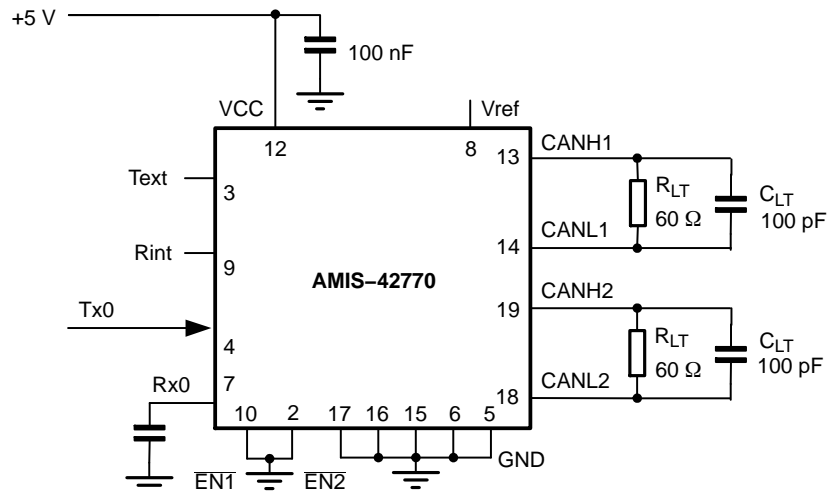 +5 V
100 nF
VCC
Vref
12
8
13
CANH1
Text
3
R_LT
60 Ω
C_LT
100 pF
Rint
9
14
CANL1
AMIS−42770
19
CANH2
Tx0
4
R_LT
60 Ω
C_LT
100 pF
Rx0
7
18
CANL2
10
2
17
16
15
6
5
GND
E̅N̅1̅
E̅N̅2̅